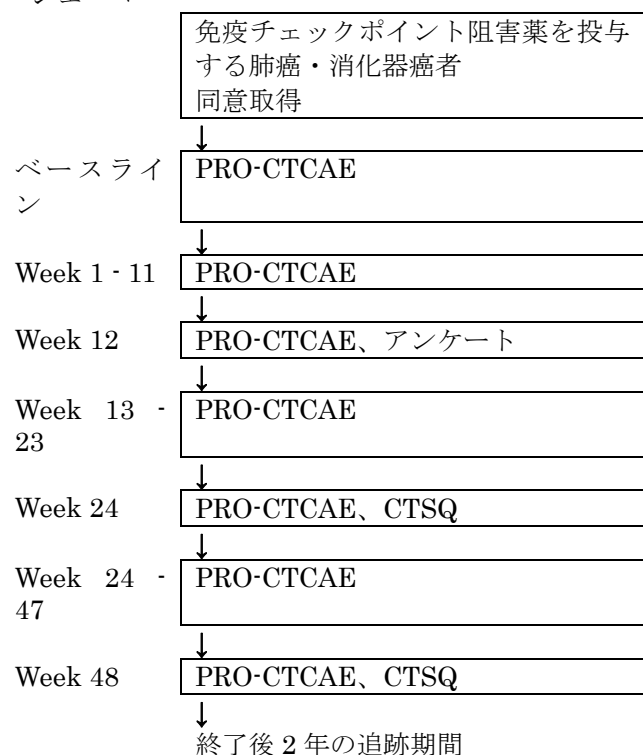 免疫チェックポイント阻害薬を投与
する肺癌・消化器癌者
同意取得
↓
ベースライ
ン
PRO-CTCAE
↓
Week 1 - 11 PRO-CTCAE
↓
Week 12 PRO-CTCAE、アンケート
↓
Week 13 -
23
PRO-CTCAE
↓
Week 24 PRO-CTCAE、CTSQ
↓
Week 24 -
47
PRO-CTCAE
↓
Week 48 PRO-CTCAE、CTSQ
↓
終了後 2 年の追跡期間